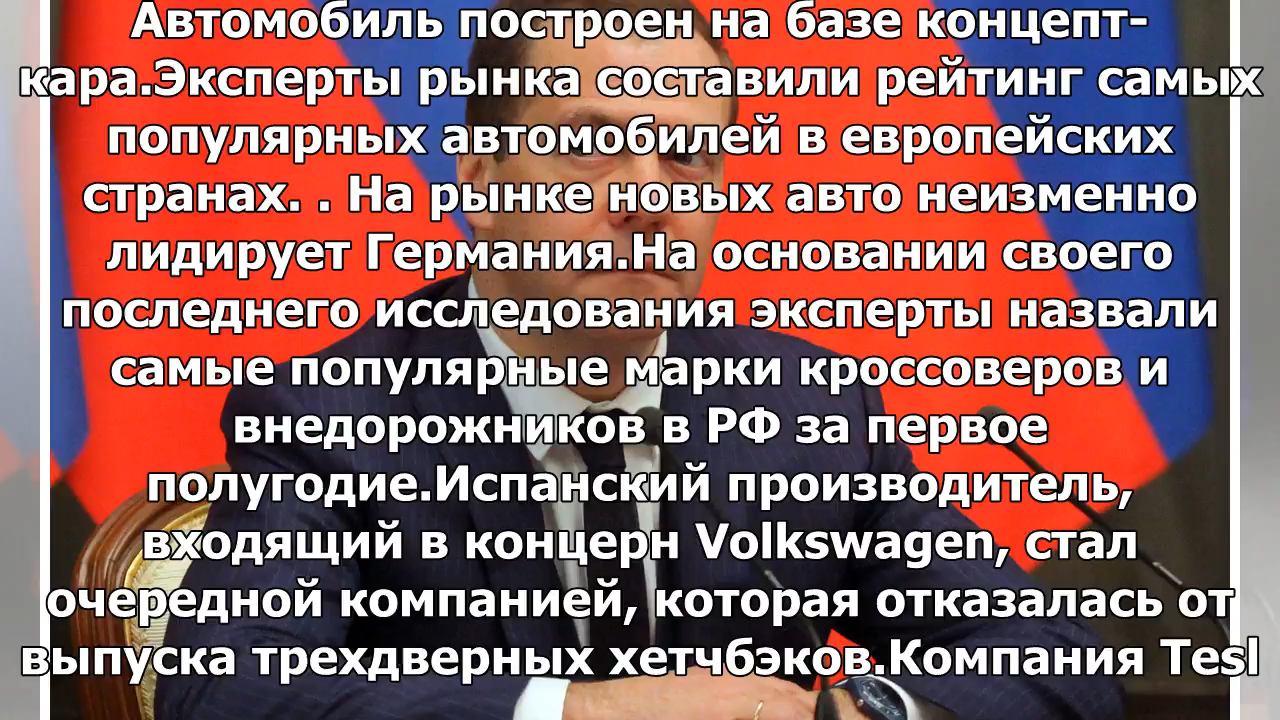 Автомобиль построен на базе концепт-
кара.Эксперты рынка составили рейтинг самых
популярных автомобилей в европейских
странах. . На рынке новых авто неизменно
лидирует Германия.На основании своего
последнего исследования эксперты назвали
самые популярные марки кроссоверов и
внедорожников в РФ за первое
полугодие.Испанский производитель,
входящий в концерн Volkswagen, стал
очередной компанией, которая отказалась от
выпуска трехдверных хетчбэков.Компания Tesl